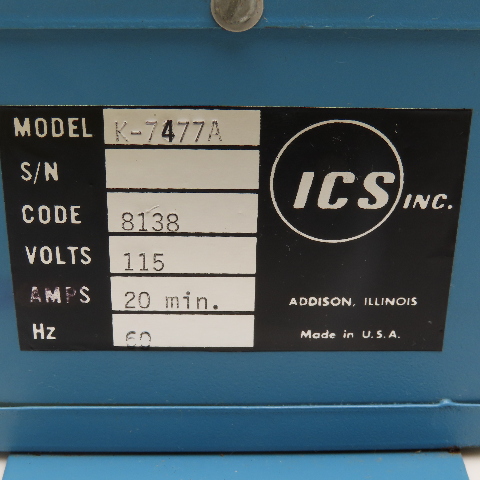 MODEL K-7477A
S/N
CODE 8138
VOLTS 115
AMPS 20 min.
Hz 60
ICS INC.
ADDISON, ILLINOIS
Made in U.S.A.